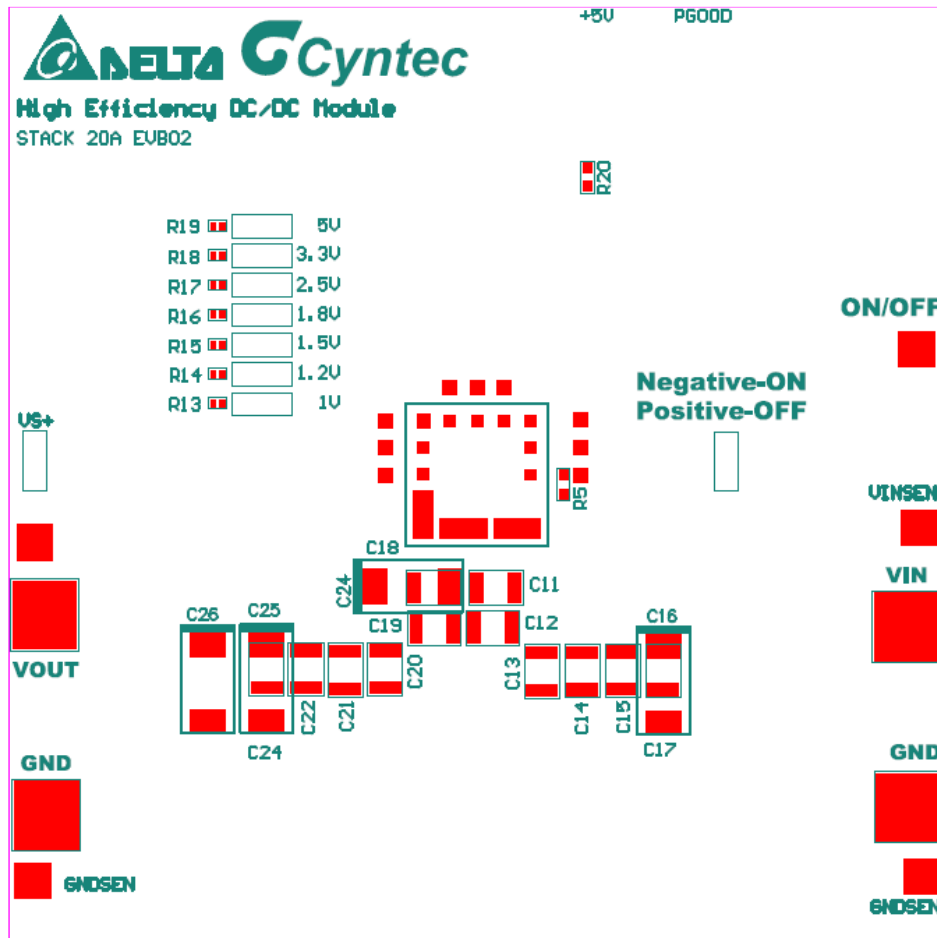 +5V PGOOD
DELTA Cyntec
High Efficiency DC/DC Module
STACK 20A EVB02
R20
R19 5V
R18 3.3V
R17 2.5V
R16 1.8V
R15 1.5V
R14 1.2V
R13 1V
ON/OFF
Negative-ON
Positive-OFF
VS+
VINSEN
R5
C18
C24
C11
VIN
C26
C25
C19
C12
C16
VOUT
C20
C13
C22
C21
C14
C15
C24
C17
GND
GND
GNDSEN
GNDSEN